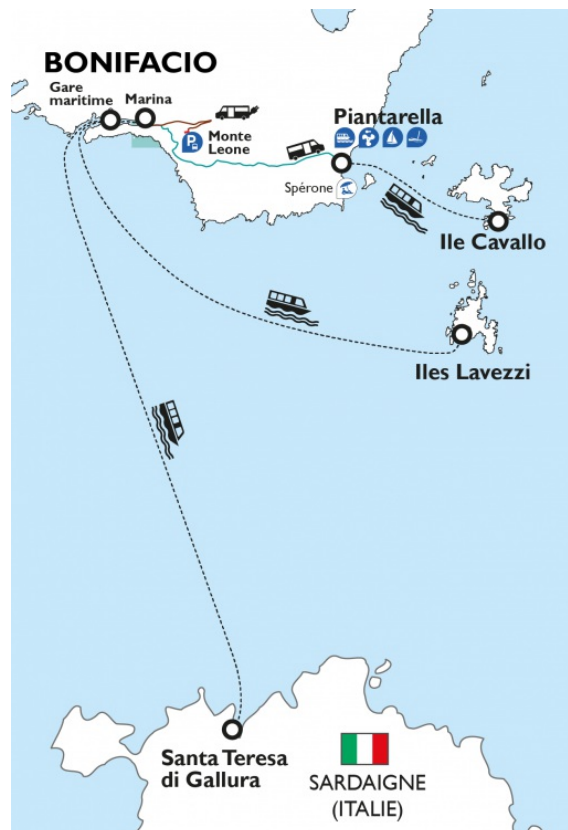 BONIFACIO
Gare
maritime
Marina
P
Monte
Leone
Piantarella
Spérone
Ile Cavallo
Iles Lavezzi
Santa Teresa
di Gallura
SARDAIGNE
(ITALIE)